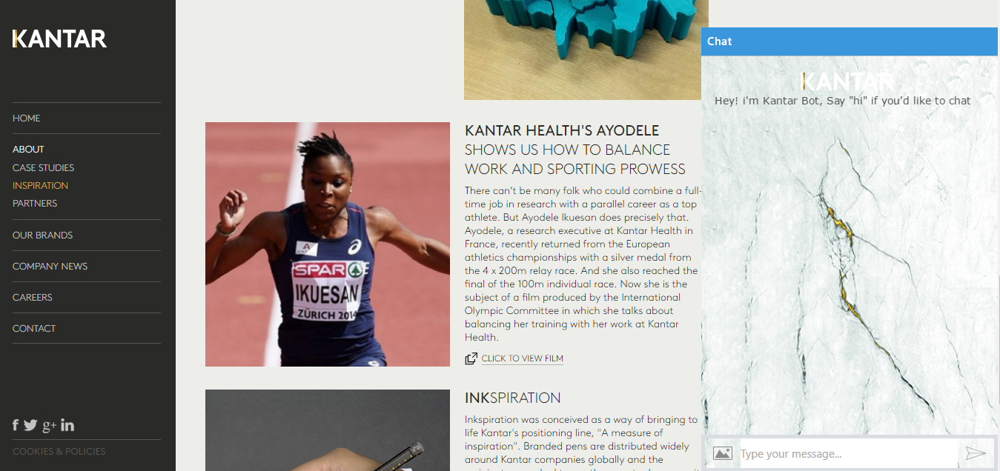 KANTAR
HOME
ABOUT
CASE STUDIES
INSPIRATION
PARTNERS
OUR BRANDS
COMPANY NEWS
CAREERS
CONTACT
f g+ in
COOKIES & POLICIES
SPAR
IKUESAN
ZÜRICH 2014
KANTAR HEALTH'S AYODELE
SHOWS US HOW TO BALANCE
WORK AND SPORTING PROWESS
There can’t be many folk who could combine a full-
time job in research with a parallel career as a top
athlete. But Ayodele Ikuesan does precisely that.
Ayodele, a research executive at Kantar Health in
France, recently returned from the European
athletics championships with a silver medal from
the 4 x 200m relay race. And she also reached the
final of the 100m individual race. Now she is the
subject of a film produced by the International
Olympic Committee in which she talks about
balancing her training with her work at Kantar
Health.
CLICK TO VIEW FILM
INKSPIRATION
Inkspiration was conceived as a way of bringing to
life Kantar's positioning line, "A measure of
inspiration". Branded pens are distributed widely
around Kantar companies globally and the
Chat
KANTAR
Hey! i'm Kantar Bot, Say "hi" if you'd like to chat
Type your message...